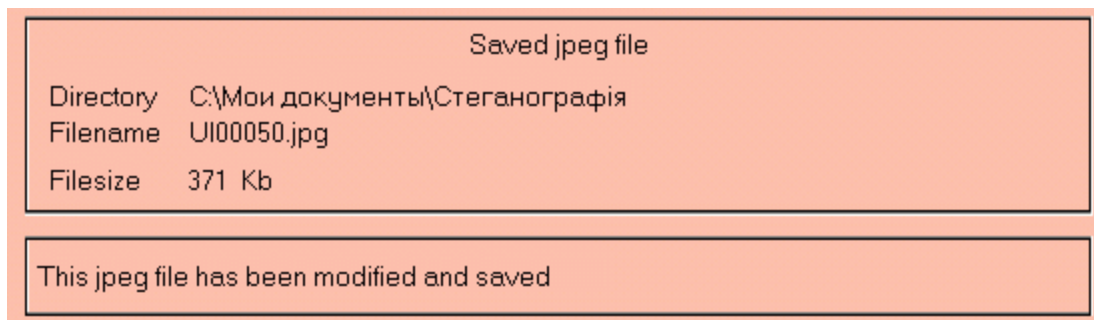 Saved jpeg file
Directory C:\Мои документы\Стеганографія
Filename UI00050.jpg
Filesize 371 Kb
This jpeg file has been modified and saved